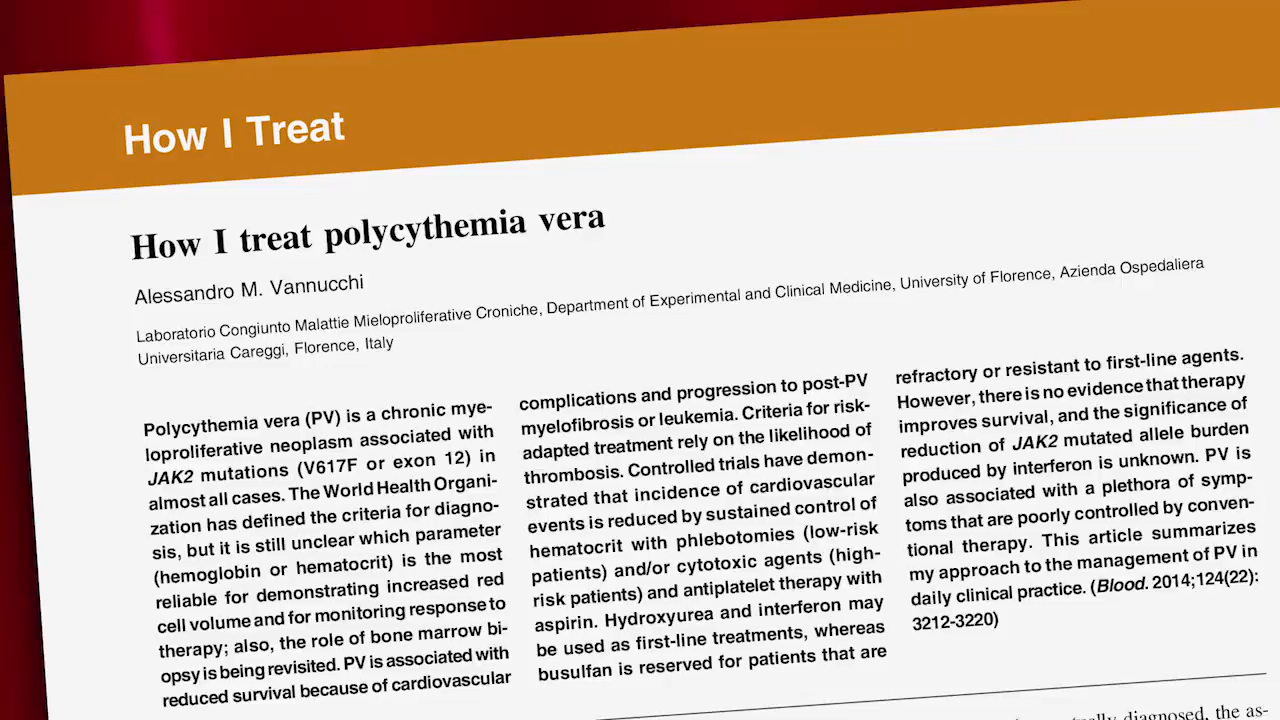 How I Treat
How I treat polycythemia vera
Alessandro M. Vannucchi
Laboratorio Congiunto Malattie Mieloproliferative Croniche, Department of Experimental and Clinical Medicine, University of Florence, Azienda Ospedaliera
Universitaria Careggi, Florence, Italy
Polycythemia vera (PV) is a chronic mye-
loproliferative neoplasm associated with
JAK2 mutations (V617F or exon 12) in
almost all cases. The World Health Organi-
zation has defined the criteria for diagno-
sis, but it is still unclear which parameter
(hemoglobin or hematocrit) is the most
reliable for demonstrating increased red
cell volume and for monitoring response to
therapy; also, the role of bone marrow bi-
opsy is being revisited. PV is associated with
reduced survival because of cardiovascular
complications and progression to post-PV
myelofibrosis or leukemia. Criteria for risk-
adapted treatment rely on the likelihood of
thrombosis. Controlled trials have demon-
strated that incidence of cardiovascular
events is reduced by sustained control of
hematocrit with phlebotomies (low-risk
patients) and/or cytotoxic agents (high-
risk patients) and antiplatelet therapy with
aspirin. Hydroxyurea and interferon may
be used as first-line treatments, whereas
busulfan is reserved for patients that are
refractory or resistant to first-line agents.
However, there is no evidence that therapy
improves survival, and the significance of
reduction of JAK2 mutated allele burden
produced by interferon is unknown. PV is
also associated with a plethora of symp-
toms that are poorly controlled by conven-
tional therapy. This article summarizes
my approach to the management of PV in
daily clinical practice. (Blood. 2014;124(22):
3212-3220)
diagnosed, the as-